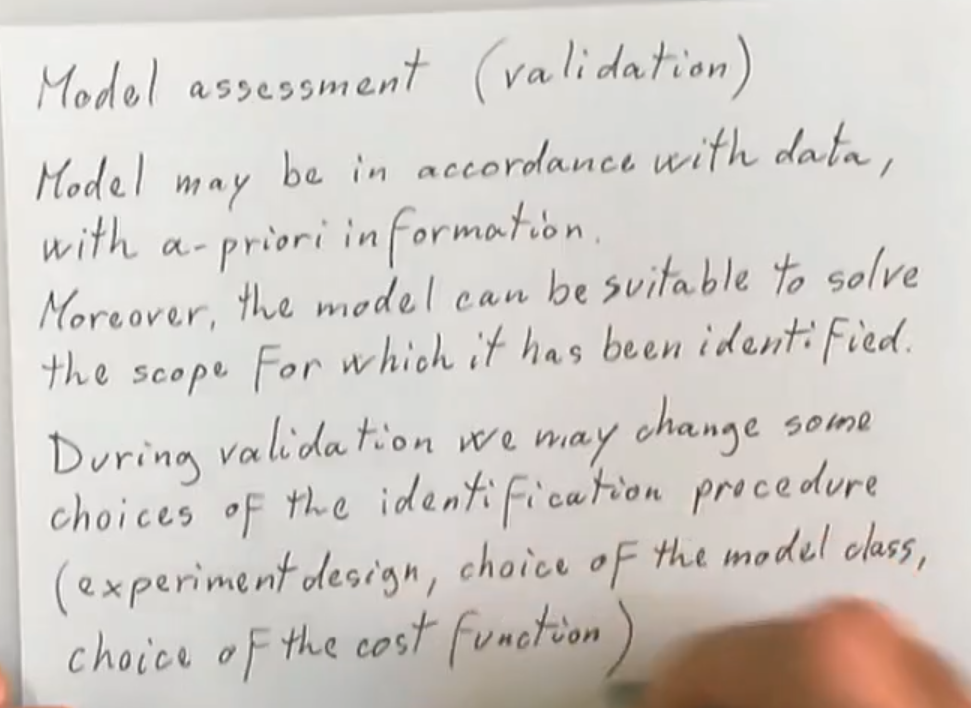 Model assessment (validation)
Model may be in accordance with data,
with a-priori information.
Moreover, the model can be suitable to solve
the scope for which it has been identified.
During validation we may change some
choices of the identification procedure
(experiment design, choice of the model class,
choice of the cost function)